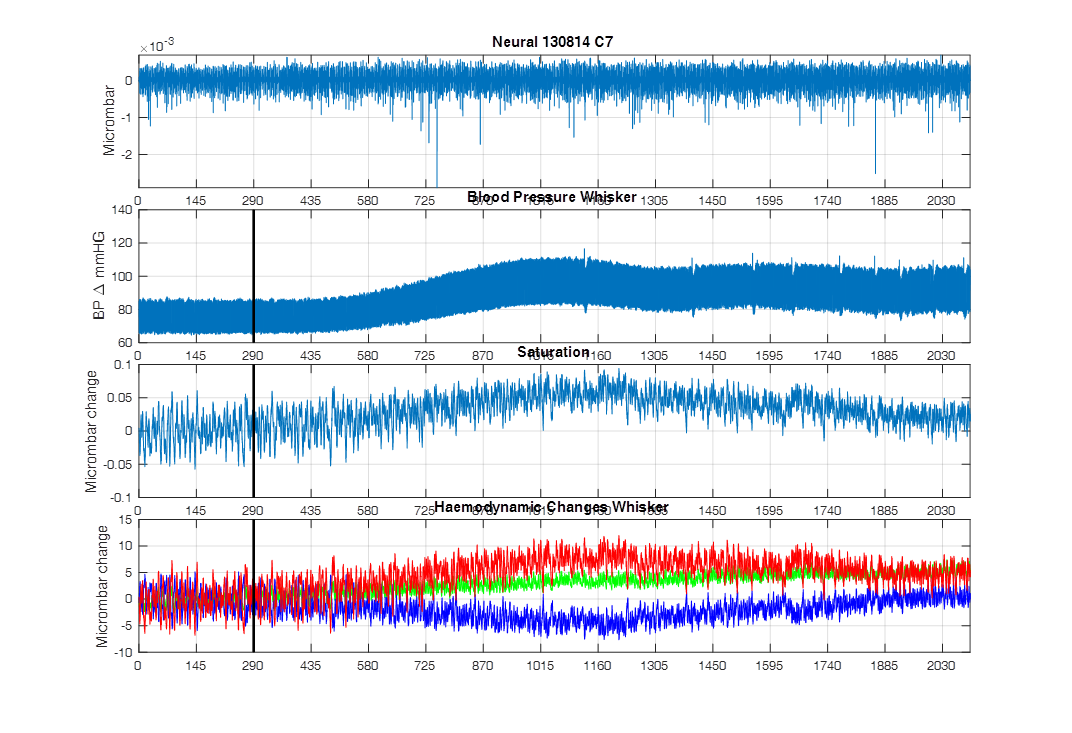 Neural 130814 C7
×10-3
0
-1
-2
Micrombar
0 145 290 435 580 725 870 1015 1160 1305 1450 1595 1740 1885 2030
Blood Pressure Whisker
140
120
100
80
60
BP Δ mmHG
0 145 290 435 580 725 870 1015 1160 1305 1450 1595 1740 1885 2030
Saturation
0.1
0.05
0
-0.05
-0.1
Micrombar change
0 145 290 435 580 725 870 1015 1160 1305 1450 1595 1740 1885 2030
Haemodynamic Changes Whisker
15
10
5
0
-5
-10
Micrombar change
0 145 290 435 580 725 870 1015 1160 1305 1450 1595 1740 1885 2030